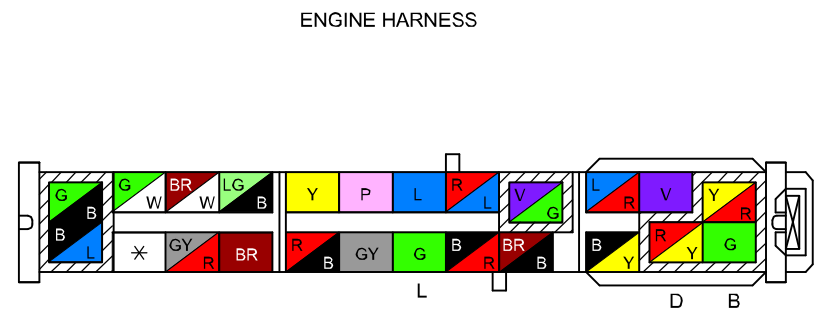 ENGINE HARNESS
G B G W BR W LG B Y P L R L V G L R V Y R
B L * GY R BR R B GY G B R BR B B Y R Y G
L D B